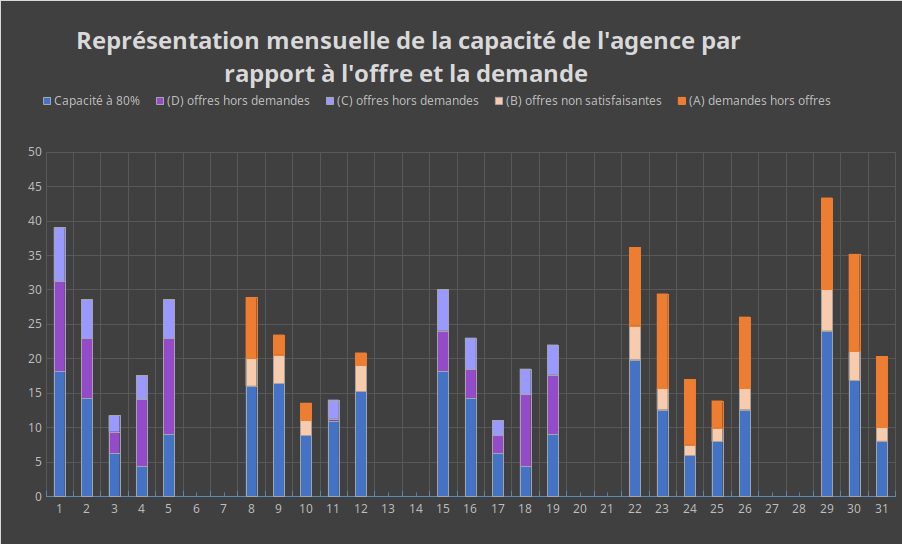 Représentation mensuelle de la capacité de l'agence par
rapport à l'offre et la demande
Capacité à 80% (D) offres hors demandes (C) offres hors demandes (B) offres non satisfaisantes (A) demandes hors offres
50
45
40
35
30
25
20
15
10
5
0
1 2 3 4 5 6 7 8 9 10 11 12 13 14 15 16 17 18 19 20 21 22 23 24 25 26 27 28 29 30 31